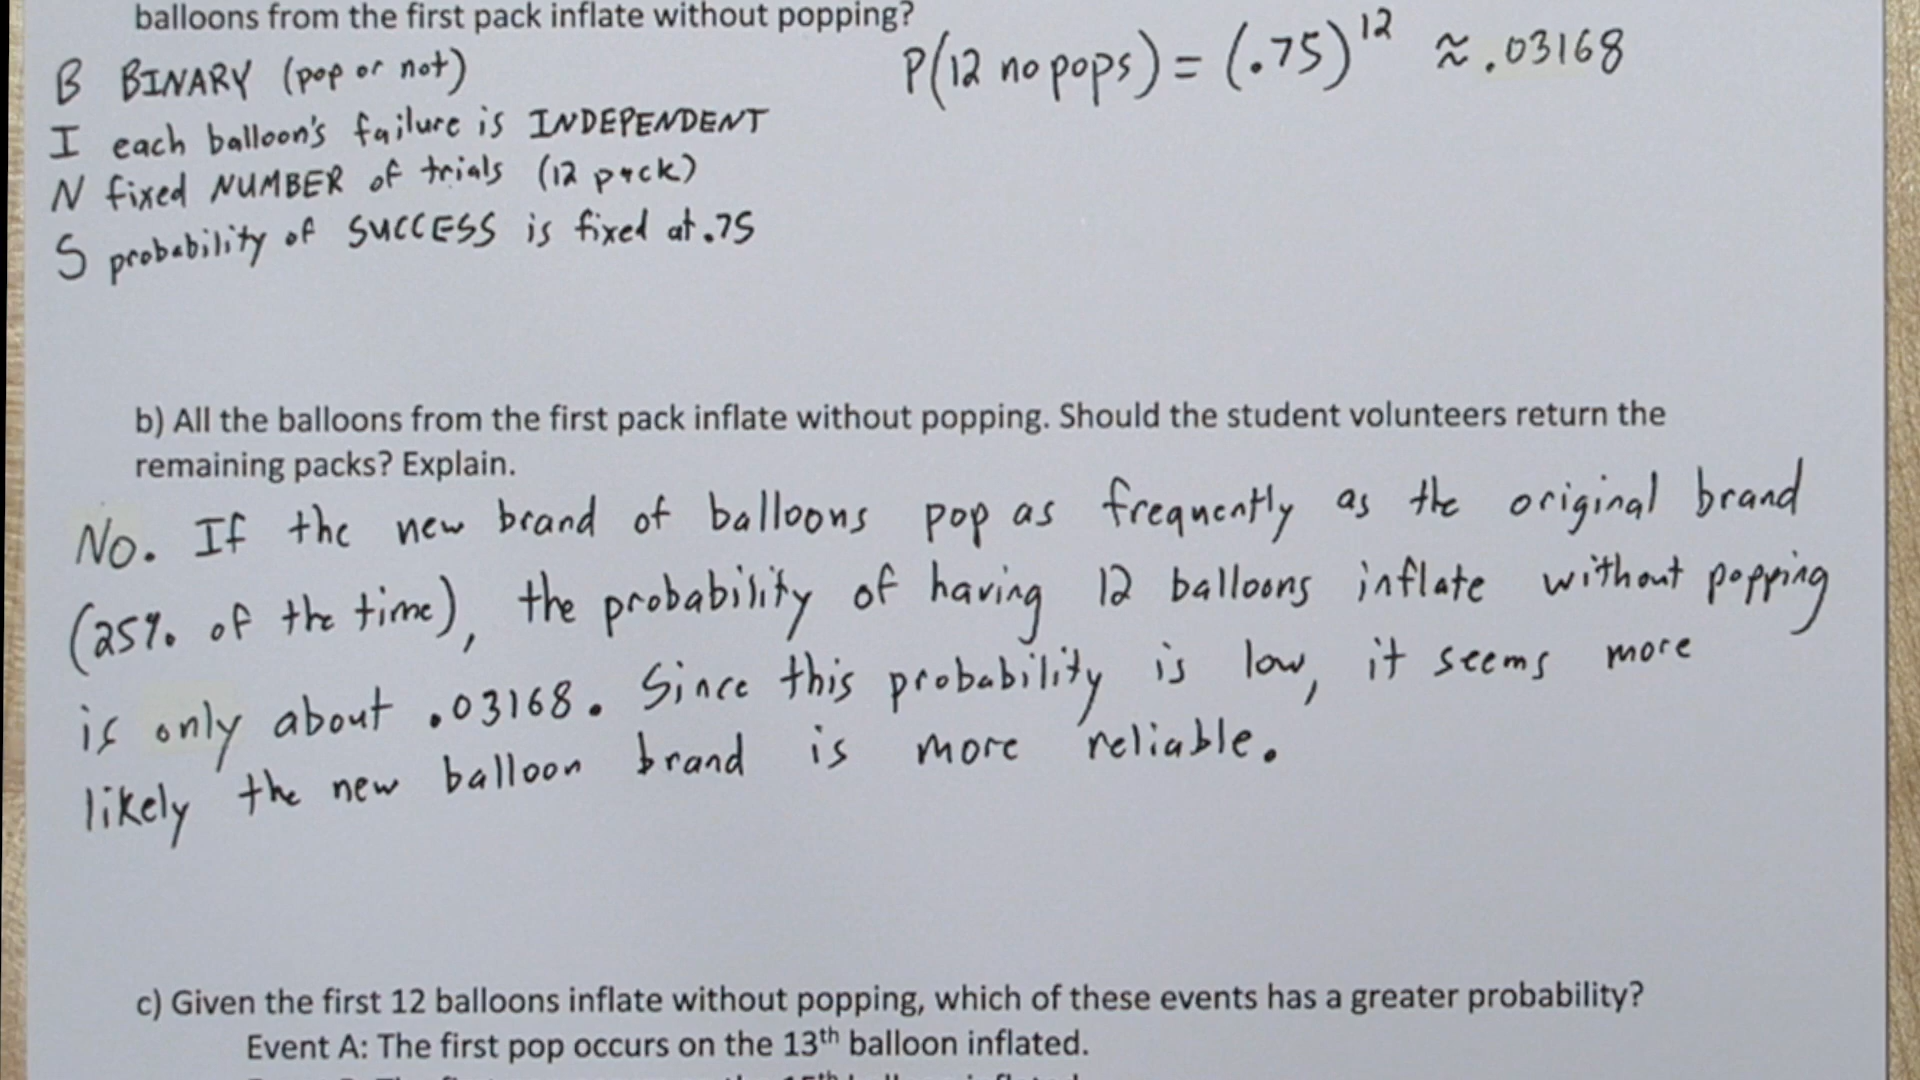 balloons from the first pack inflate without popping?
P(12 no pops) = (.75)^12 ≈ .03168
B BINARY (pop or not)
I each balloon's failure is INDEPENDENT
N fixed NUMBER of trials (12 pack)
S probability of SUCCESS is fixed at .75
b) All the balloons from the first pack inflate without popping. Should the student volunteers return the
remaining packs? Explain.
No. If the new brand of balloons pop as frequently as the original brand
(25% of the time), the probability of having 12 balloons inflate without popping
is only about .03168. Since this probability is low, it seems more
likely the new balloon brand is more reliable.
c) Given the first 12 balloons inflate without popping, which of these events has a greater probability?
Event A: The first pop occurs on the 13th balloon inflated.